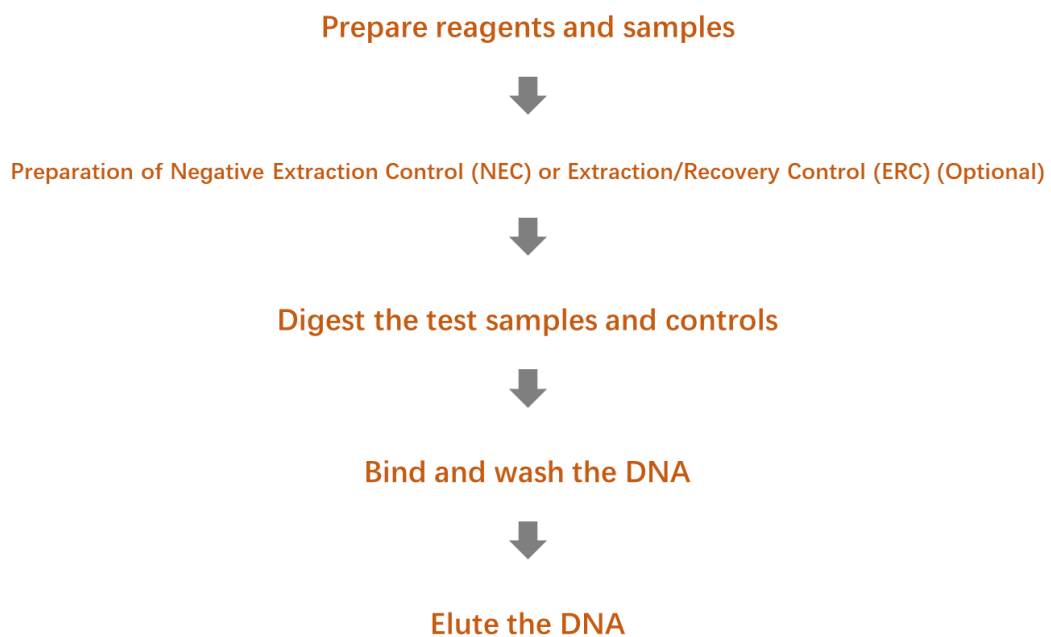 Prepare reagents and samples
Preparation of Negative Extraction Control (NEC) or Extraction/Recovery Control (ERC) (Optional)
Digest the test samples and controls
Bind and wash the DNA
Elute the DNA